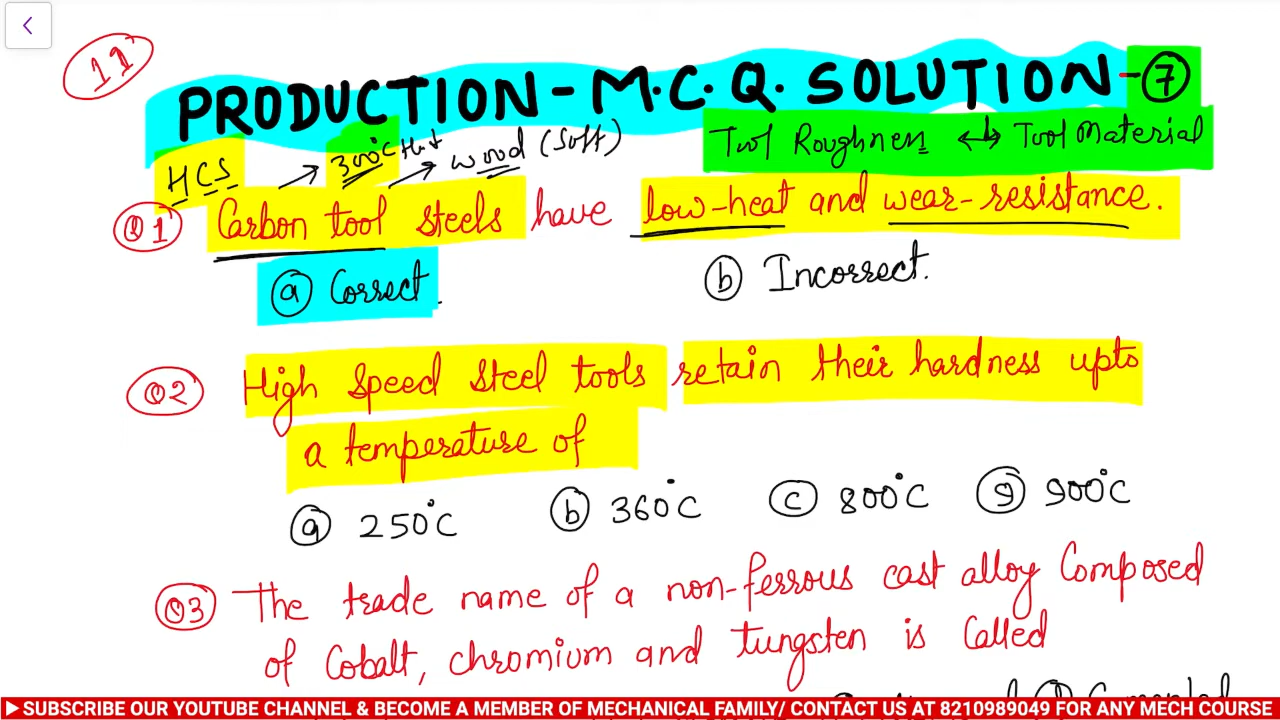 11
PRODUCTION - M.C.Q. SOLUTION - 7
Tool Roughness ↔ Tool Material
HCS → 300°C → wood (soft)
Q1 Carbon tool steels have low-heat and wear-resistance.
a Correct. b Incorrect.
Q2 High Speed Steel tools retain their hardness upto
a temperature of
a 250°C b 360°C c 800°C 9 900°C
Q3 The trade name of a non-ferrous cast alloy Composed
of Cobalt, chromium and tungsten is called
▶ SUBSCRIBE OUR YOUTUBE CHANNEL & BECOME A MEMBER OF MECHANICAL FAMILY/ CONTACT US AT 8210989049 FOR ANY MECH COURSE